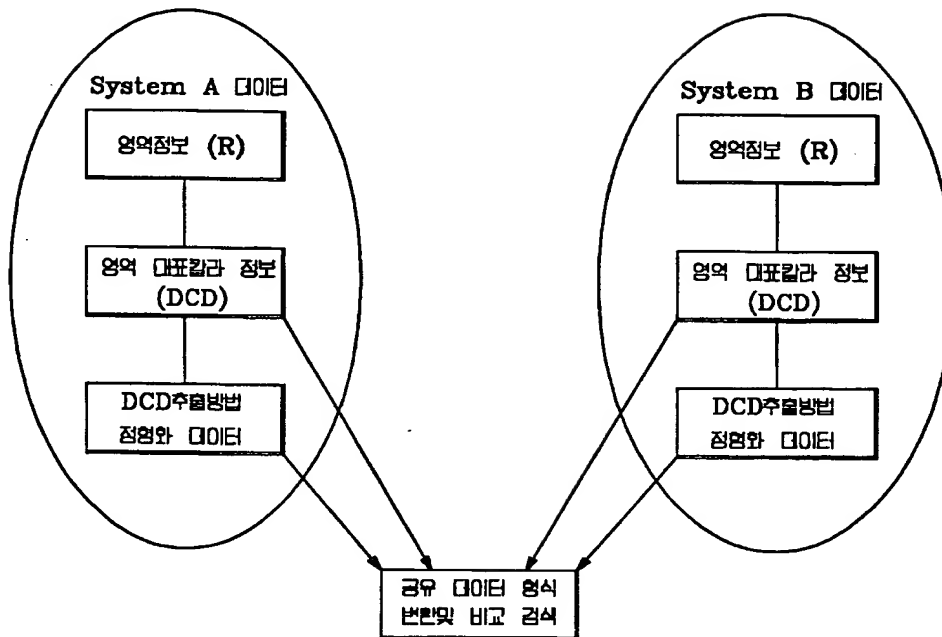 System A 데이터
영역정보 (R)
영역 대표칼라 정보
(DCD)
DCD추출방법
정형화 데이터
System B 데이터
영역정보 (R)
영역 대표칼라 정보
(DCD)
DCD추출방법
정형화 데이터
공유 데이터 형식
변환및 비교 검색